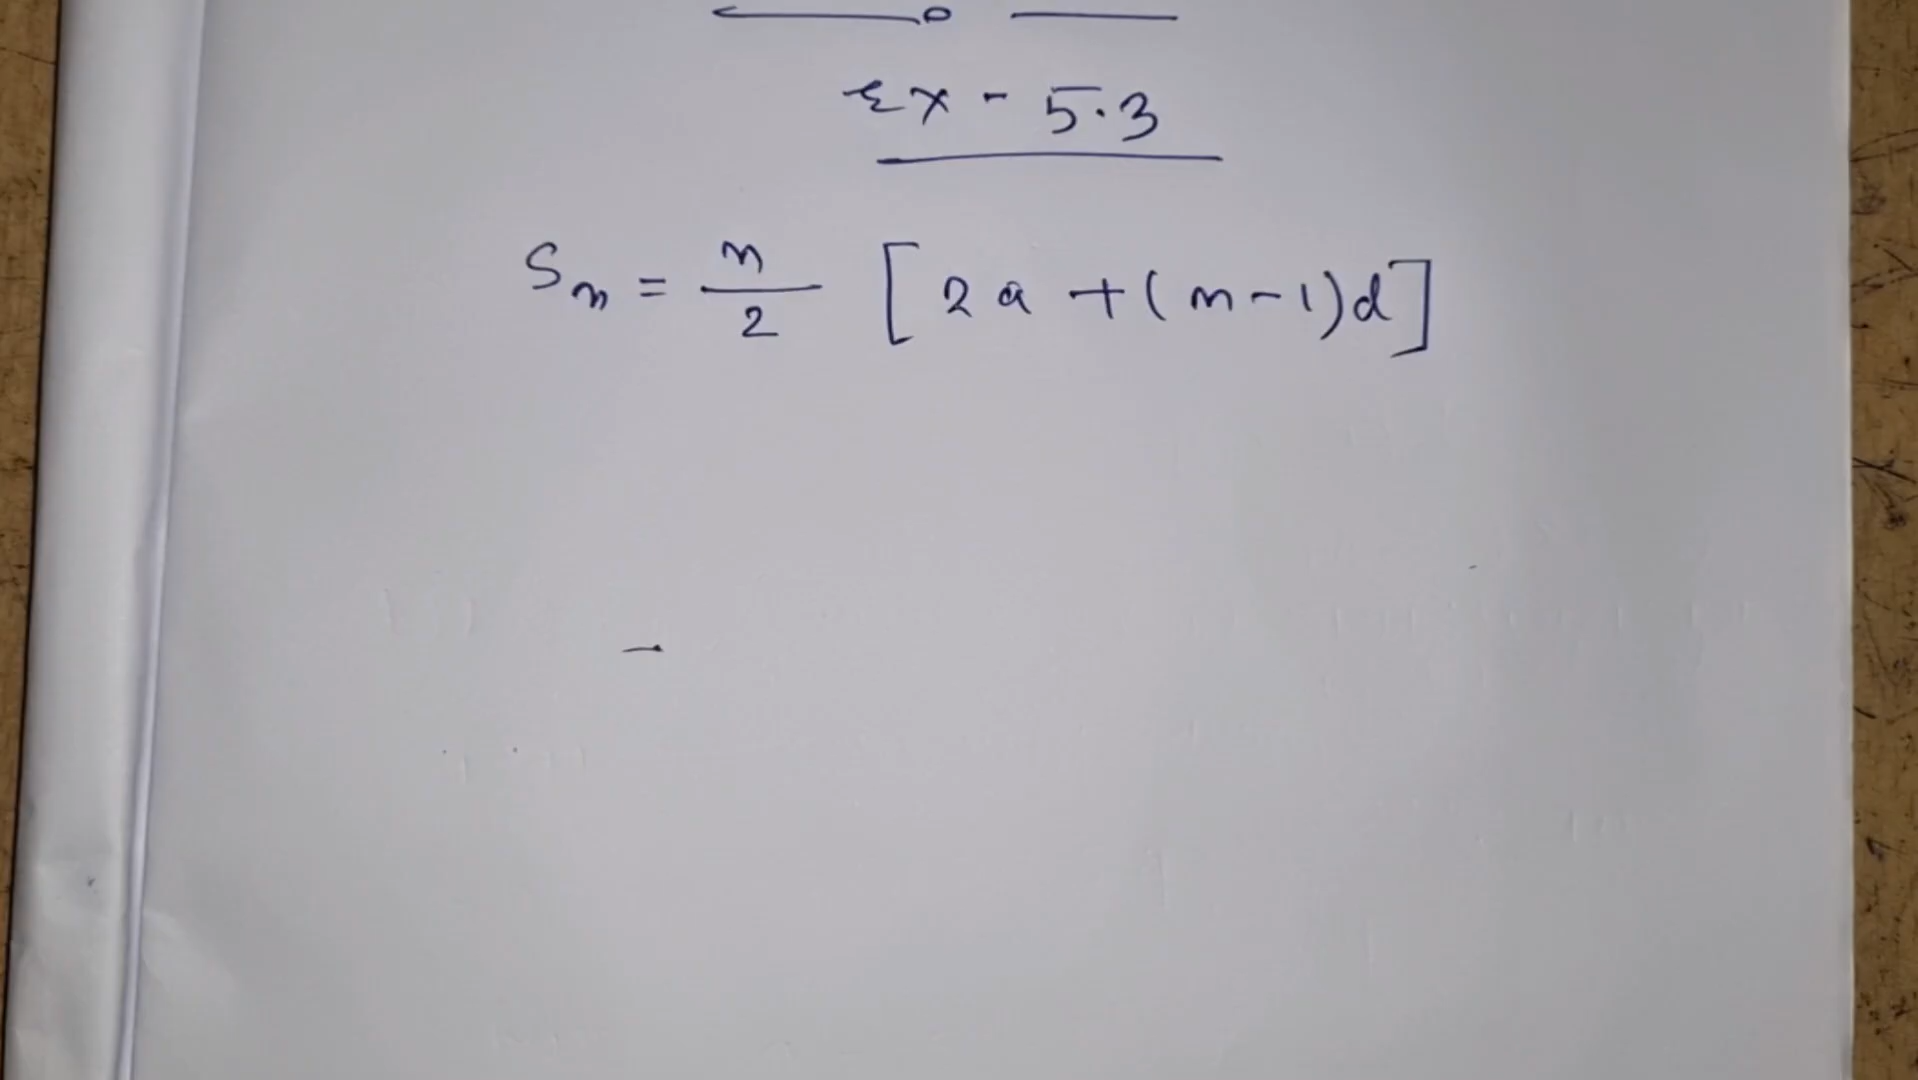 Ex - 5.3
Sn = n/2 [2a + (n-1)d]